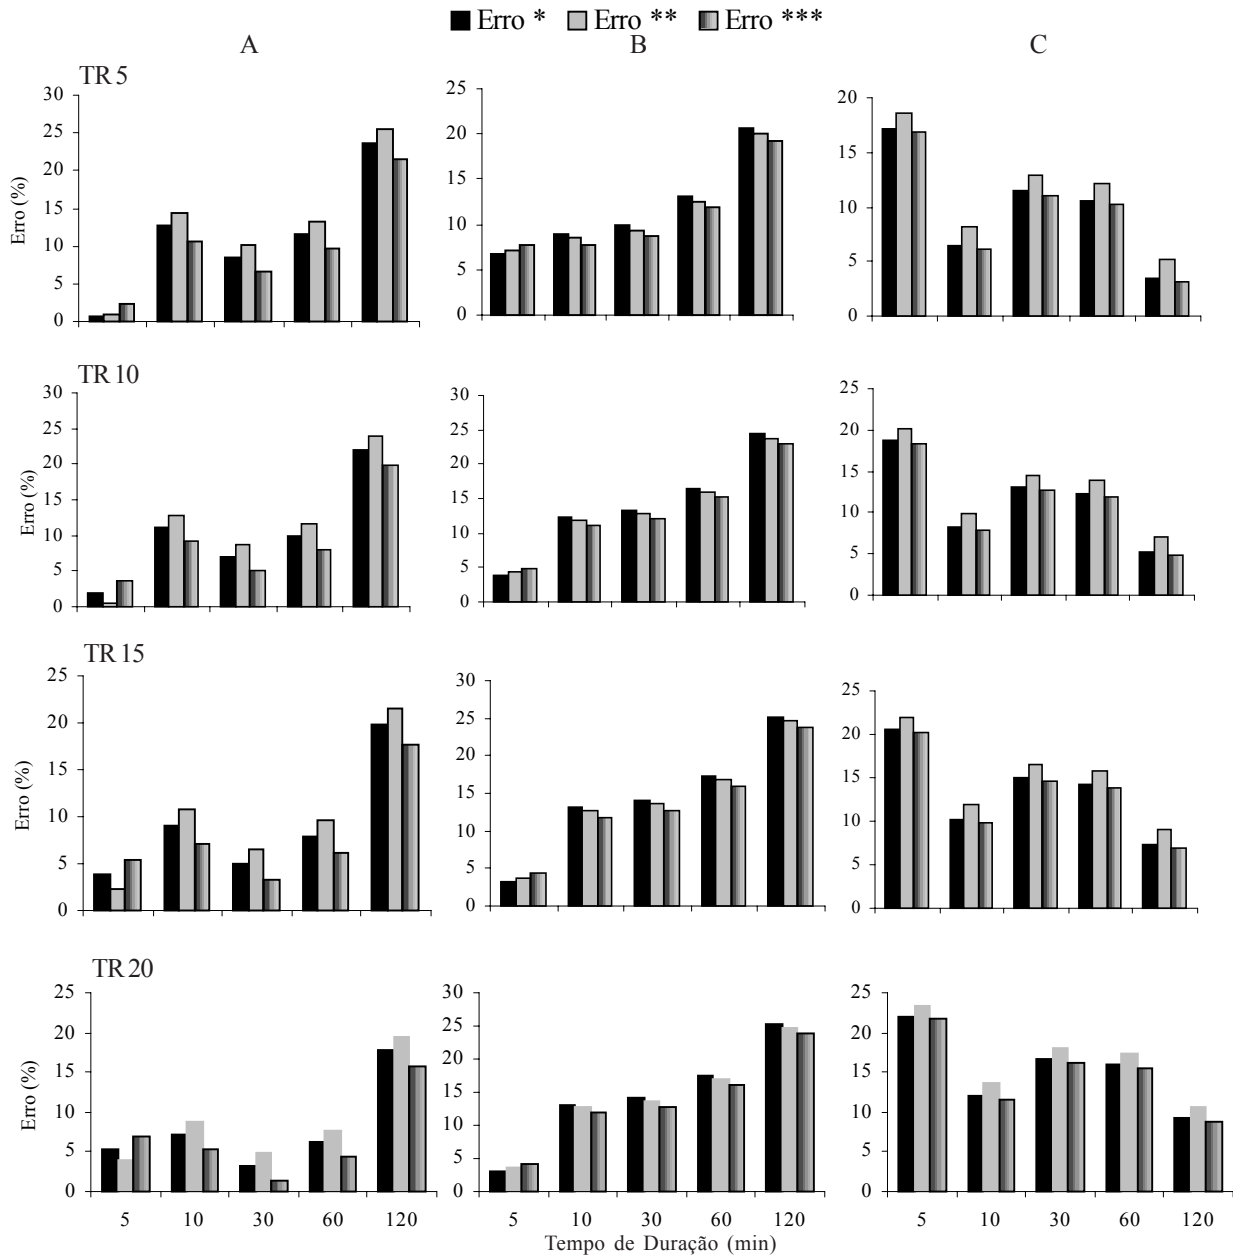 Erro * Erro ** Erro ***
A B C
TR 5
Erro (%)
30 25 20 15 10 5 0
25 20 15 10 5 0
20 15 10 5 0
TR 10
Erro (%)
30 25 20 15 10 5 0
30 25 20 15 10 5 0
25 20 15 10 5 0
TR 15
Erro (%)
25 20 15 10 5 0
30 25 20 15 10 5 0
25 20 15 10 5 0
TR 20
Erro (%)
25 20 15 10 5 0
30 25 20 15 10 5 0
25 20 15 10 5 0
5 10 30 60 120 5 10 30 60 120 5 10 30 60 120
Tempo de Duração (min)